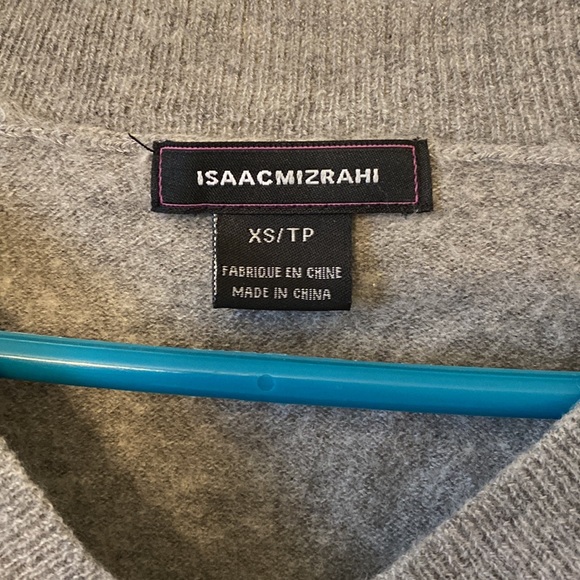 ISAACMIZRAHI
XS/TP
FABRIQUE EN CHINE
MADE IN CHINA